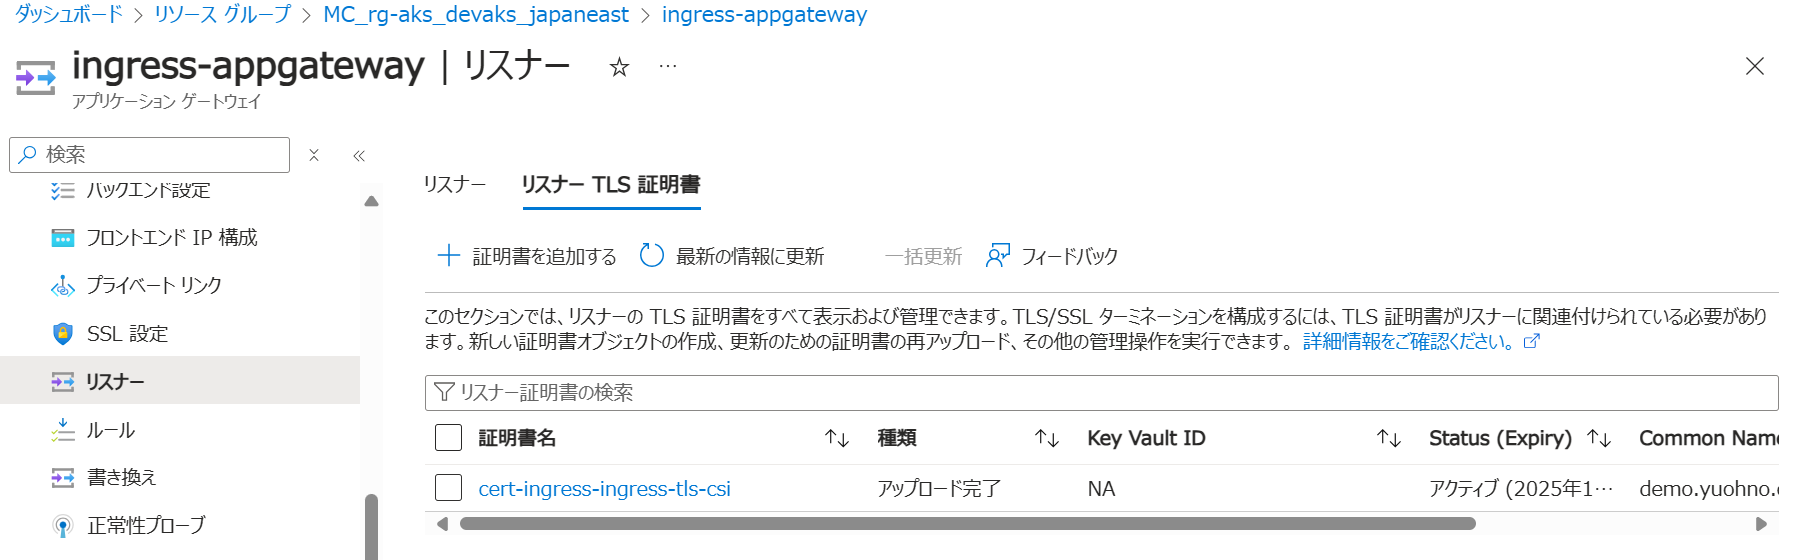 ダッシュボード > リソース グループ > MC_rg-aks_devaks_japaneast > ingress-appgateway
ingress-appgateway | リスナー ☆ …
アプリケーション ゲートウェイ
検索
バックエンド設定
フロントエンド IP 構成
プライベート リンク
SSL 設定
リスナー
ルール
書き換え
正常性プローブ
リスナー リスナー TLS 証明書
証明書を追加する 最新の情報に更新 一括更新 フィードバック
このセクションでは、リスナーの TLS 証明書をすべて表示および管理できます。TLS/SSL ターミネーションを構成するには、TLS 証明書がリスナーに関連付けられている必要があり
ます。新しい証明書オブジェクトの作成、更新のための証明書の再アップロード、その他の管理操作を実行できます。 詳細情報をご確認ください。
リスナー証明書の検索
証明書名 種類 Key Vault ID Status (Expiry) Common Name
cert-ingress-ingress-tls-csi アップロード完了 NA アクティブ (2025年1… demo.yuohno.